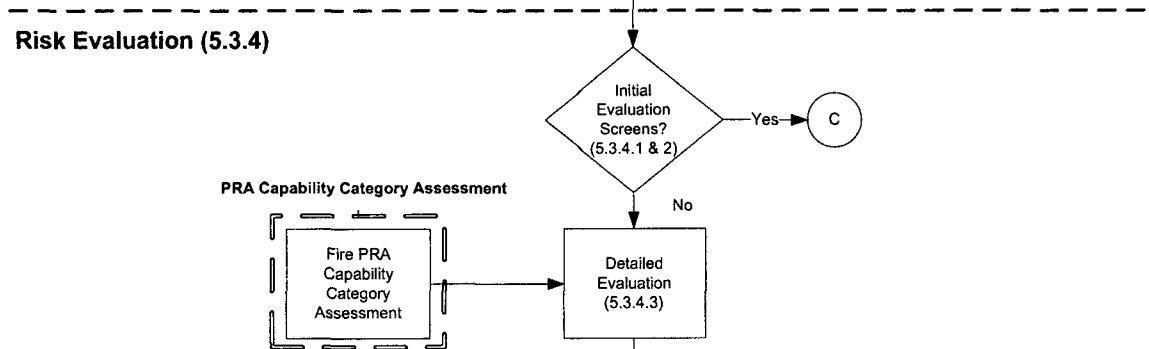 Risk Evaluation (5.3.4)
Initial
Evaluation
Screens?
(5.3.4.1 & 2)
Yes
C
No
PRA Capability Category Assessment
Fire PRA
Capability
Category
Assessment
Detailed
Evaluation
(5.3.4.3)